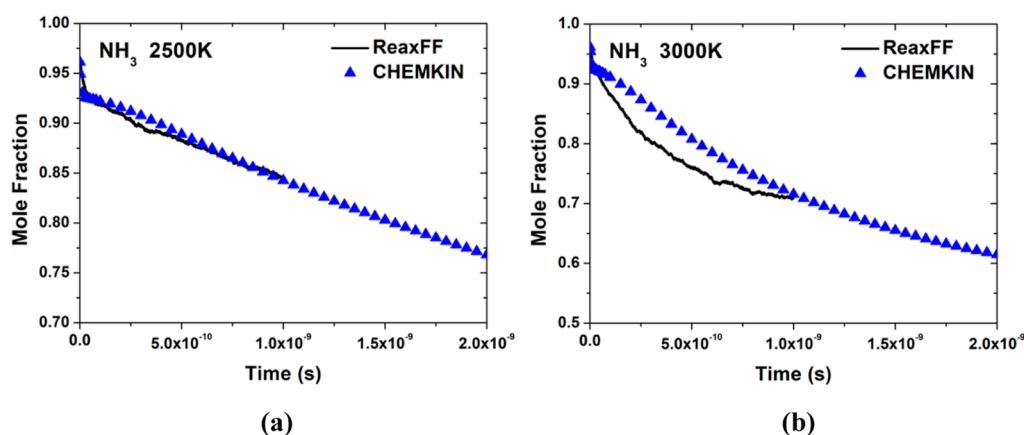 NH₃ 2500K
ReaxFF
CHEMKIN
Mole Fraction
1.00
0.95
0.90
0.85
0.80
0.75
0.70
0.0 5.0x10⁻¹⁰ 1.0x10⁻⁹ 1.5x10⁻⁹ 2.0x10⁻⁹
Time (s)
(a)
NH₃ 3000K
ReaxFF
CHEMKIN
Mole Fraction
1.0
0.9
0.8
0.7
0.6
0.5
0.0 5.0x10⁻¹⁰ 1.0x10⁻⁹ 1.5x10⁻⁹ 2.0x10⁻⁹
Time (s)
(b)